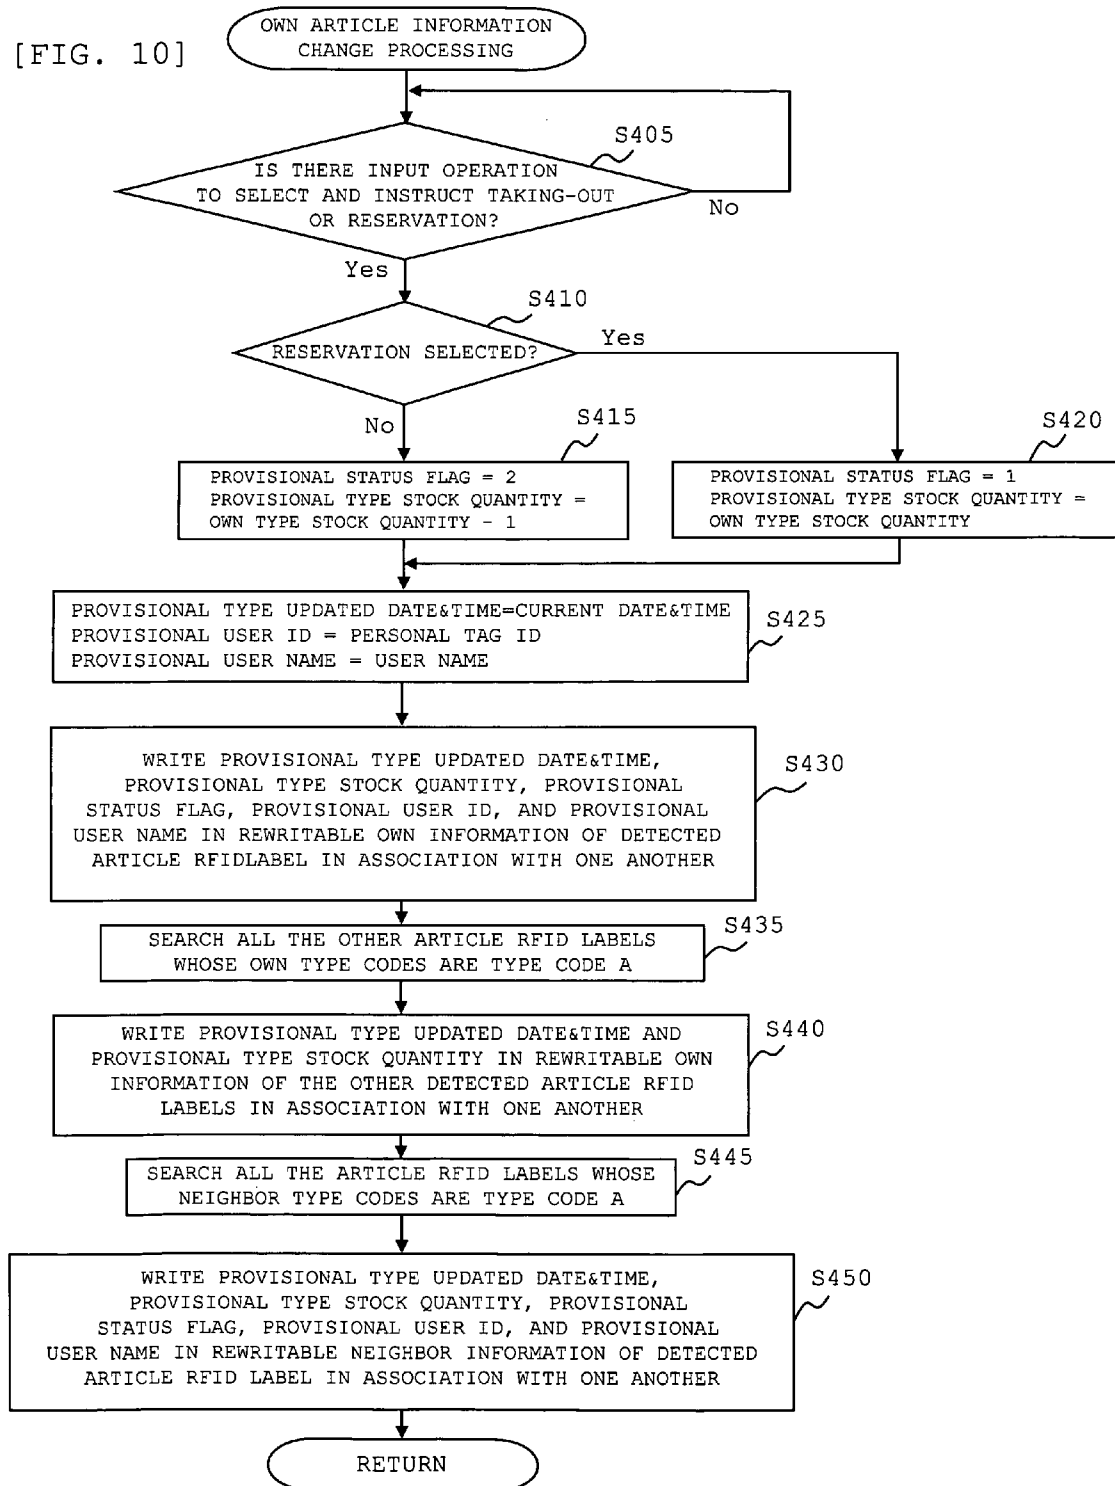 [FIG. 10]
OWN ARTICLE INFORMATION
CHANGE PROCESSING
S405
IS THERE INPUT OPERATION
TO SELECT AND INSTRUCT TAKING-OUT
OR RESERVATION?
No
Yes
S410
RESERVATION SELECTED?
Yes
No
S415
PROVISIONAL STATUS FLAG = 2
PROVISIONAL TYPE STOCK QUANTITY =
OWN TYPE STOCK QUANTITY - 1
S420
PROVISIONAL STATUS FLAG = 1
PROVISIONAL TYPE STOCK QUANTITY =
OWN TYPE STOCK QUANTITY
PROVISIONAL TYPE UPDATED DATE&TIME=CURRENT DATE&TIME
PROVISIONAL USER ID = PERSONAL TAG ID
PROVISIONAL USER NAME = USER NAME
S425
WRITE PROVISIONAL TYPE UPDATED DATE&TIME,
PROVISIONAL TYPE STOCK QUANTITY, PROVISIONAL
STATUS FLAG, PROVISIONAL USER ID, AND PROVISIONAL
USER NAME IN REWRITABLE OWN INFORMATION OF DETECTED
ARTICLE RFIDLABEL IN ASSOCIATION WITH ONE ANOTHER
S430
SEARCH ALL THE OTHER ARTICLE RFID LABELS
WHOSE OWN TYPE CODES ARE TYPE CODE A
S435
WRITE PROVISIONAL TYPE UPDATED DATE&TIME AND
PROVISIONAL TYPE STOCK QUANTITY IN REWRITABLE OWN
INFORMATION OF THE OTHER DETECTED ARTICLE RFID
LABELS IN ASSOCIATION WITH ONE ANOTHER
S440
SEARCH ALL THE ARTICLE RFID LABELS WHOSE
NEIGHBOR TYPE CODES ARE TYPE CODE A
S445
WRITE PROVISIONAL TYPE UPDATED DATE&TIME,
PROVISIONAL TYPE STOCK QUANTITY, PROVISIONAL
STATUS FLAG, PROVISIONAL USER ID, AND PROVISIONAL
USER NAME IN REWRITABLE NEIGHBOR INFORMATION OF DETECTED
ARTICLE RFID LABEL IN ASSOCIATION WITH ONE ANOTHER
S450
RETURN